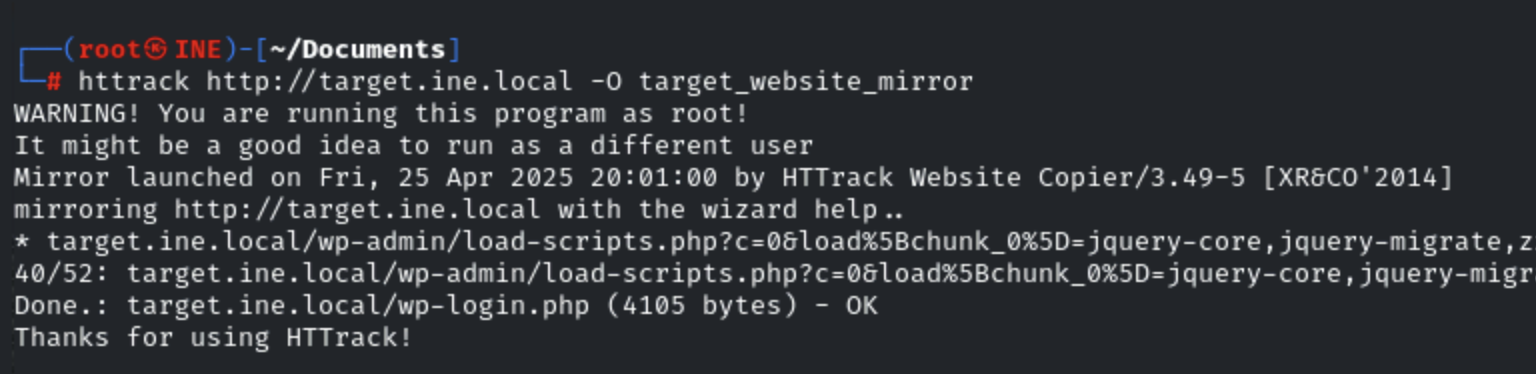 ┌──(root㉿INE)-[~/Documents]
└─# httrack http://target.ine.local -O target_website_mirror
WARNING! You are running this program as root!
It might be a good idea to run as a different user
Mirror launched on Fri, 25 Apr 2025 20:01:00 by HTTrack Website Copier/3.49-5 [XR&CO'2014]
mirroring http://target.ine.local with the wizard help..
* target.ine.local/wp-admin/load-scripts.php?c=0&load%5Bchunk_0%5D=jquery-core,jquery-migrate,z
40/52: target.ine.local/wp-admin/load-scripts.php?c=0&load%5Bchunk_0%5D=jquery-core,jquery-migr
Done.: target.ine.local/wp-login.php (4105 bytes) - OK
Thanks for using HTTrack!